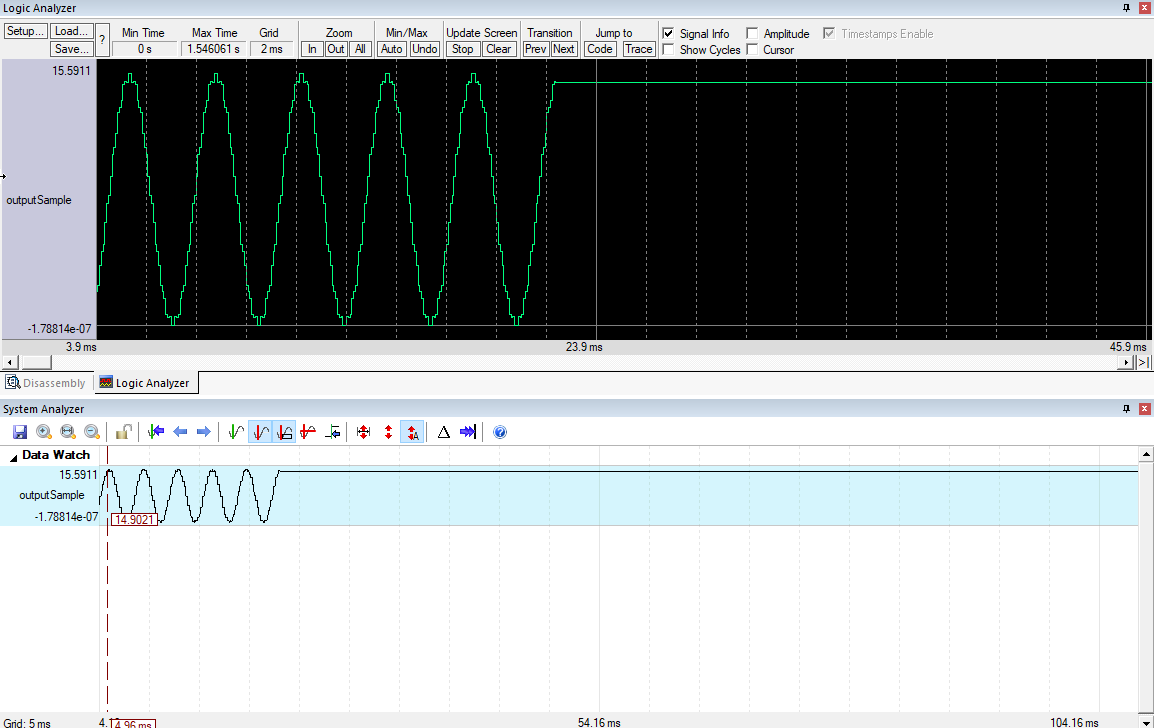 Logic Analyzer
Setup... Load... Save... ? Min Time Max Time Grid Zoom Min/Max Update Screen Transition Jump to Signal Info Amplitude Timestamps Enable
0 s 1.546061 s 2 ms In Out All Auto Undo Stop Clear Prev Next Code Trace Show Cycles Cursor
15.5911
outputSample
-1.78814e-07
3.9 ms 23.9 ms 45.9 ms
Disassembly Logic Analyzer
System Analyzer
Data Watch
15.5911
outputSample
-1.78814e-07 14.9021
Grid: 5 ms 4.96 ms 54.16 ms 104.16 ms